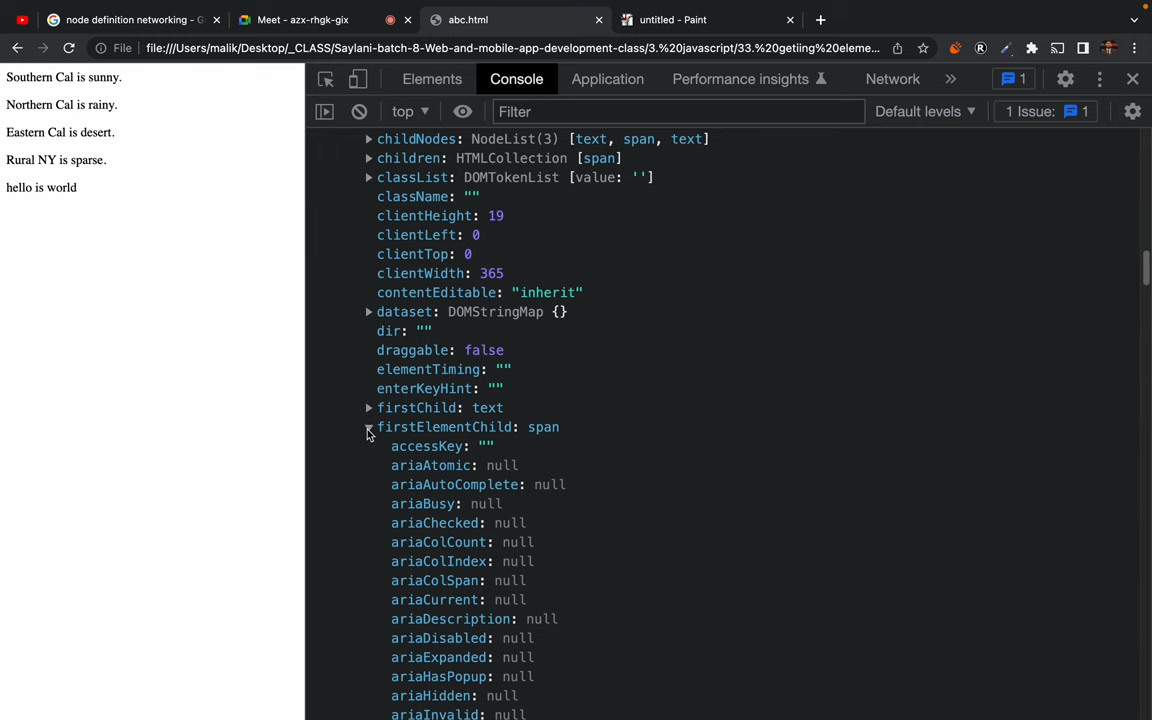 node definition networking - G
Meet - azx-rhgk-gix
abc.html
untitled - Paint
File
file:///Users/malik/Desktop/_CLASS/Saylani-batch-8-Web-and-mobile-app-development-class/3.%20javascript/33.%20getiing%20eleme...
Southern Cal is sunny.
Northern Cal is rainy.
Eastern Cal is desert.
Rural NY is sparse.
hello is world
Elements
Console
Application
Performance insights
Network
1
top
Filter
Default levels
1 Issue: 1
childNodes: NodeList(3) [text, span, text]
children: HTMLCollection [span]
classList: DOMTokenList [value: '']
className: ""
clientHeight: 19
clientLeft: 0
clientTop: 0
clientWidth: 365
contentEditable: "inherit"
dataset: DOMStringMap {}
dir: ""
draggable: false
elementTiming: ""
enterKeyHint: ""
firstChild: text
firstElementChild: span
accessKey: ""
ariaAtomic: null
ariaAutoComplete: null
ariaBusy: null
ariaChecked: null
ariaColCount: null
ariaColIndex: null
ariaColSpan: null
ariaCurrent: null
ariaDescription: null
ariaDisabled: null
ariaExpanded: null
ariaHasPopup: null
ariaHidden: null
ariaInvalid: null